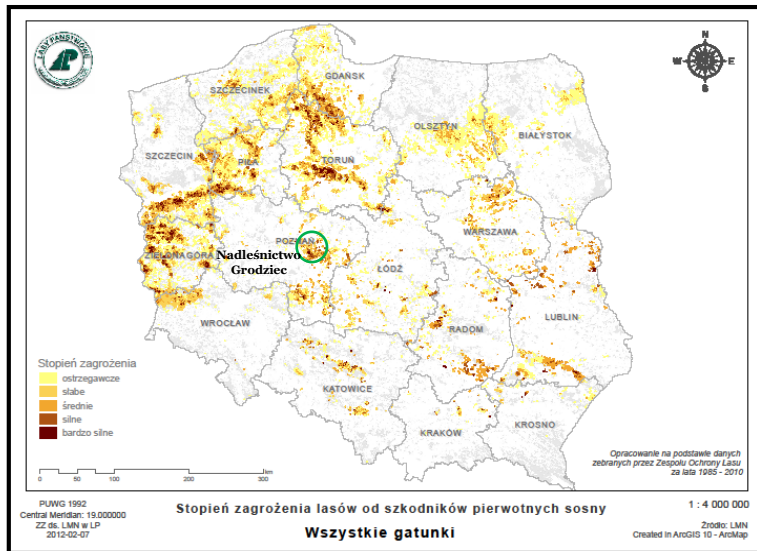 LASY PAŃSTWOWE
N
W E
S
GDAŃSK
SZCZECINEK
OLSZTYN
BIAŁYSTOK
SZCZECIN
PIŁA
TORUŃ
POZNAŃ
WARSZAWA
Nadleśnictwo
Grodziec
ZIELONAGÓRA
ŁÓDŹ
WROCŁAW
RADOM
LUBLIN
Stopień zagrożenia
ostrzegawcze
słabe
średnie
silne
bardzo silne
KATOWICE
KRAKÓW
KROSNO
Opracowanie na podstawie danych
zebranych przez Zespołu Ochrony Lasu
za lata 1985 - 2010
km
0 50 100 200 300
PUWG 1992
Central Meridian: 19.000000
ZZ ds. LMN w LP
2012-02-07
Stopień zagrożenia lasów od szkodników pierwotnych sosny
Wszystkie gatunki
1 : 4 000 000
Źródło: LMN
Created in ArcGIS 10 - ArcMap